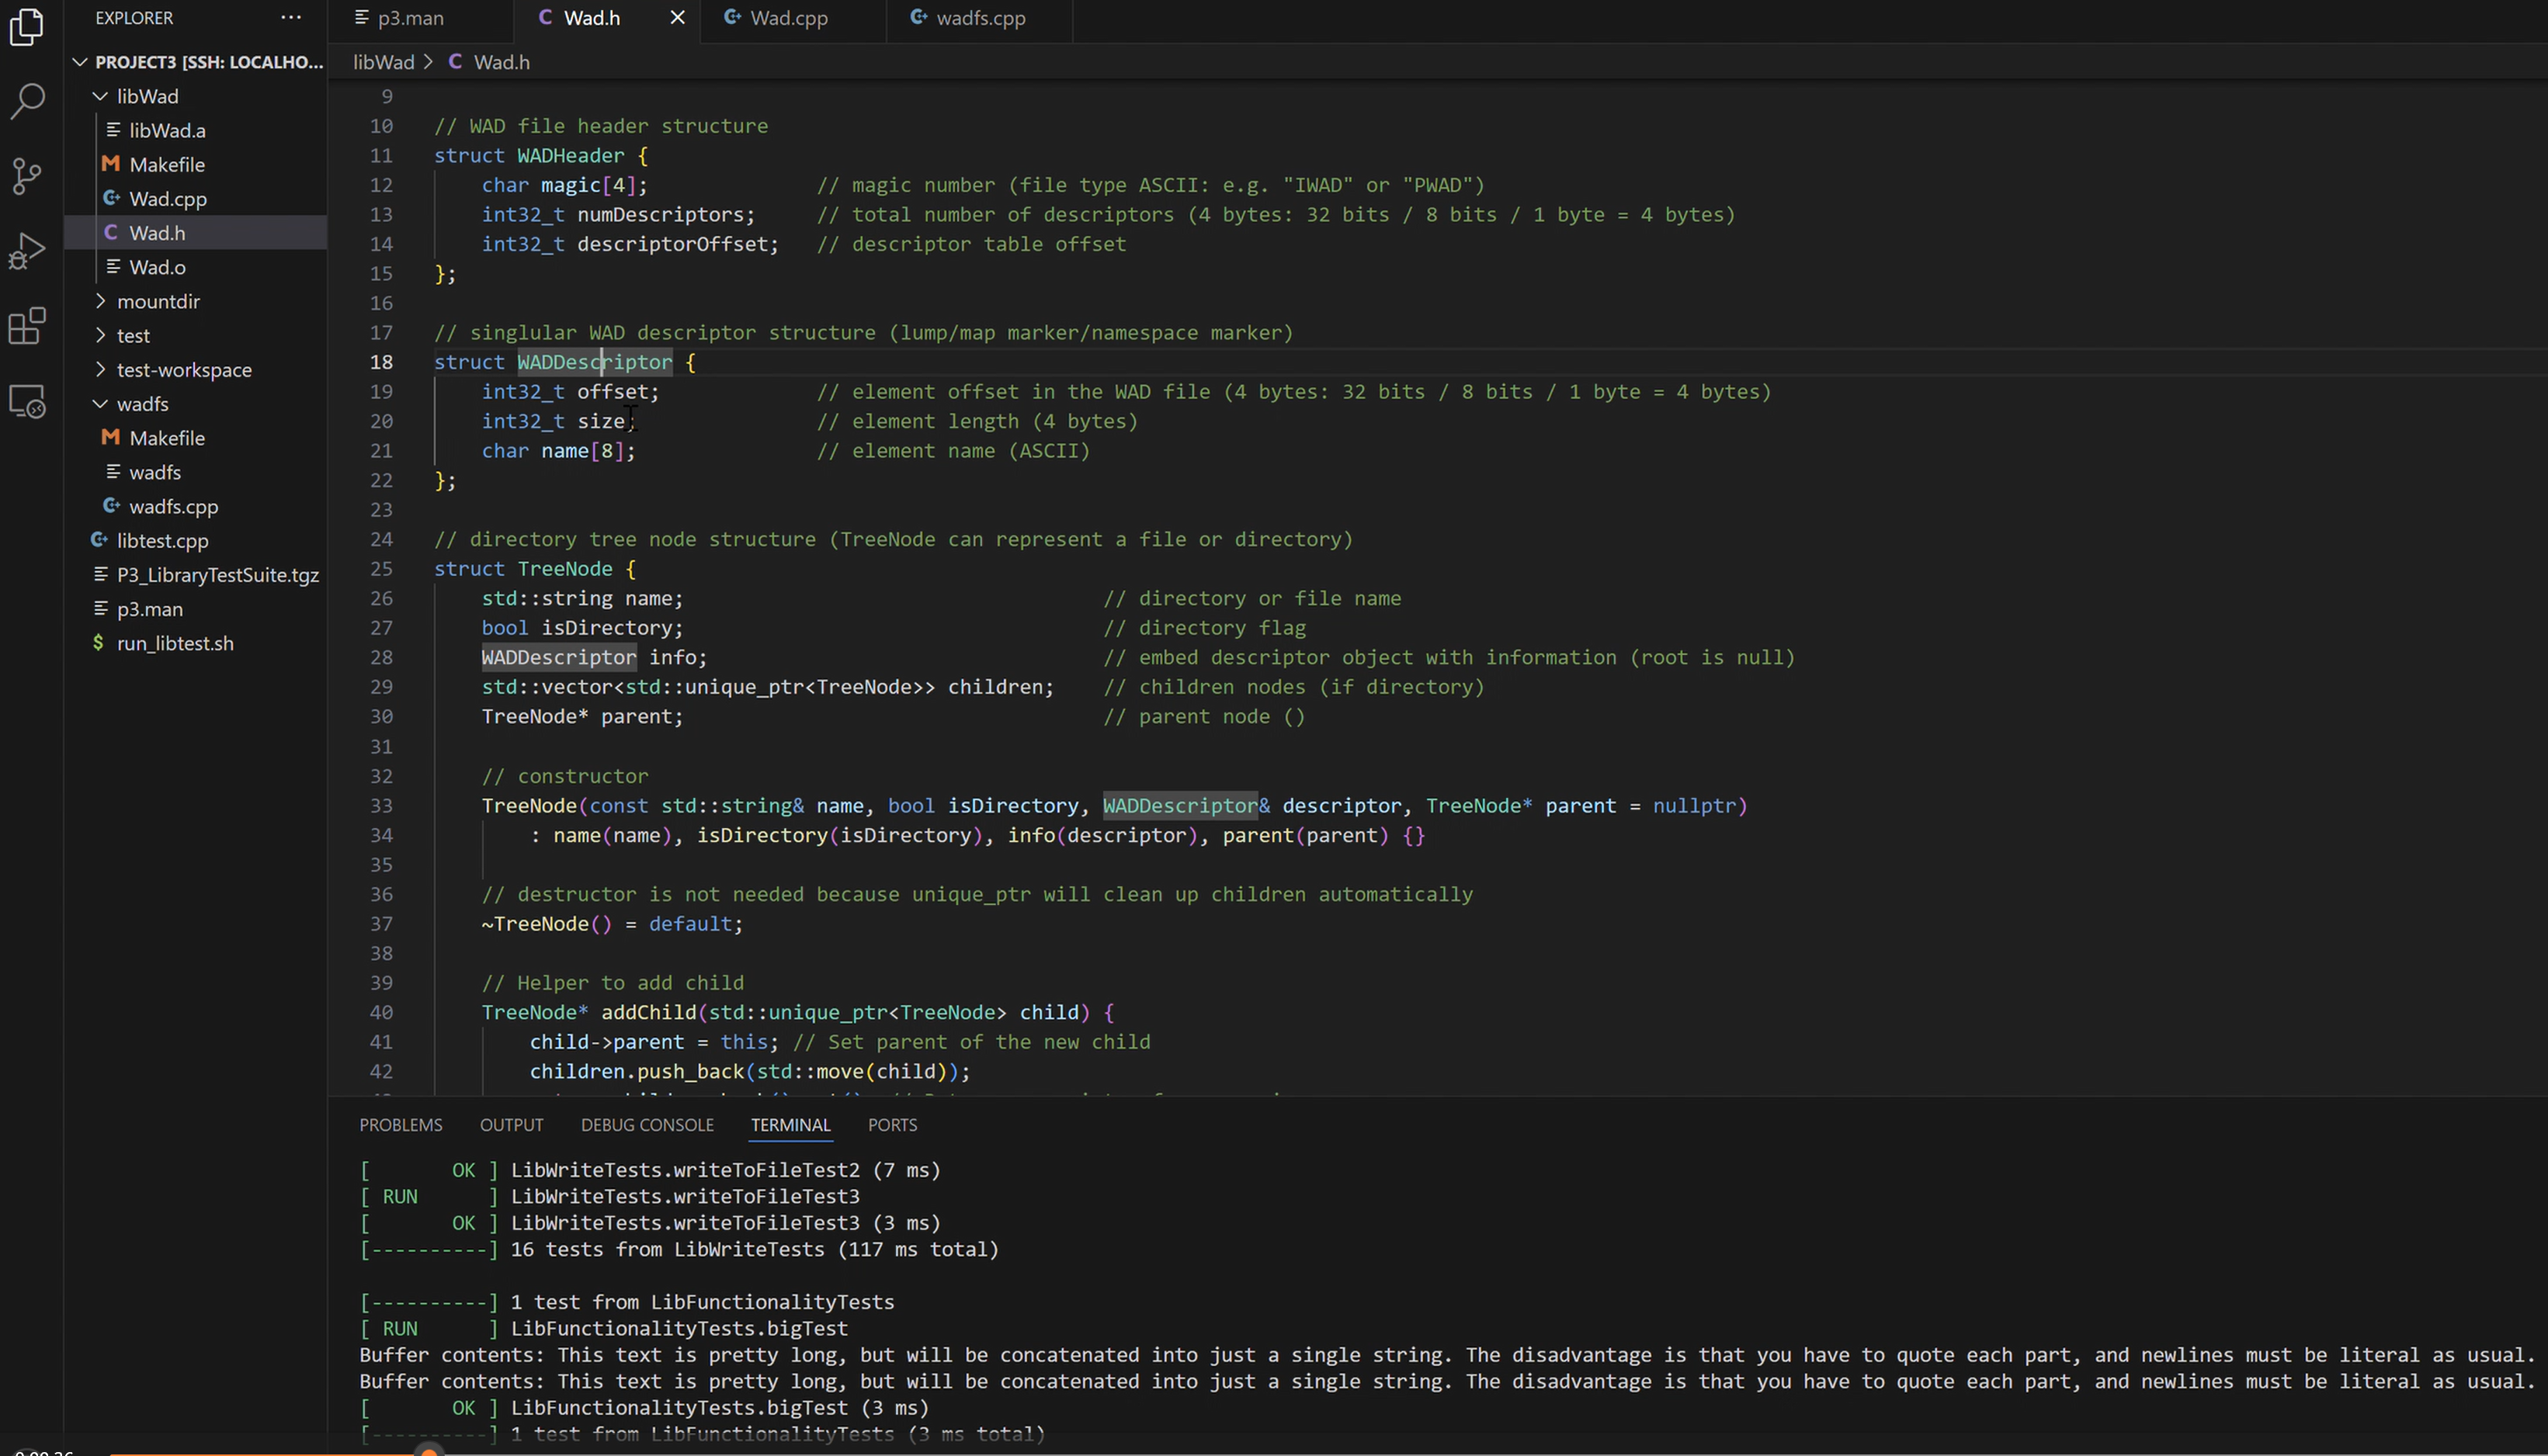 EXPLORER ···
PROJECT3 [SSH: LOCALHO...
libWad
libWad.a
Makefile
Wad.cpp
Wad.h
Wad.o
mountdir
test
test-workspace
wadfs
Makefile
wadfs
wadfs.cpp
libtest.cpp
P3_LibraryTestSuite.tgz
p3.man
run_libtest.sh
p3.man Wad.h Wad.cpp wadfs.cpp
libWad > C Wad.h
9
10 // WAD file header structure
11 struct WADHeader {
12 char magic[4]; // magic number (file type ASCII: e.g. "IWAD" or "PWAD")
13 int32_t numDescriptors; // total number of descriptors (4 bytes: 32 bits / 8 bits / 1 byte = 4 bytes)
14 int32_t descriptorOffset; // descriptor table offset
15 };
16
17 // singlular WAD descriptor structure (lump/map marker/namespace marker)
18 struct WADDescriptor {
19 int32_t offset; // element offset in the WAD file (4 bytes: 32 bits / 8 bits / 1 byte = 4 bytes)
20 int32_t size; // element length (4 bytes)
21 char name[8]; // element name (ASCII)
22 };
23
24 // directory tree node structure (TreeNode can represent a file or directory)
25 struct TreeNode {
26 std::string name; // directory or file name
27 bool isDirectory; // directory flag
28 WADDescriptor info; // embed descriptor object with information (root is null)
29 std::vector<std::unique_ptr<TreeNode>> children; // children nodes (if directory)
30 TreeNode* parent; // parent node ()
31
32 // constructor
33 TreeNode(const std::string& name, bool isDirectory, WADDescriptor& descriptor, TreeNode* parent = nullptr)
34 : name(name), isDirectory(isDirectory), info(descriptor), parent(parent) {}
35
36 // destructor is not needed because unique_ptr will clean up children automatically
37 ~TreeNode() = default;
38
39 // Helper to add child
40 TreeNode* addChild(std::unique_ptr<TreeNode> child) {
41 child->parent = this; // Set parent of the new child
42 children.push_back(std::move(child));
PROBLEMS OUTPUT DEBUG CONSOLE TERMINAL PORTS
[       OK ] LibWriteTests.writeToFileTest2 (7 ms)
[ RUN      ] LibWriteTests.writeToFileTest3
[       OK ] LibWriteTests.writeToFileTest3 (3 ms)
[----------] 16 tests from LibWriteTests (117 ms total)
[----------] 1 test from LibFunctionalityTests
[ RUN      ] LibFunctionalityTests.bigTest
Buffer contents: This text is pretty long, but will be concatenated into just a single string. The disadvantage is that you have to quote each part, and newlines must be literal as usual.
Buffer contents: This text is pretty long, but will be concatenated into just a single string. The disadvantage is that you have to quote each part, and newlines must be literal as usual.
[       OK ] LibFunctionalityTests.bigTest (3 ms)
[----------] 1 test from LibFunctionalityTests (3 ms total)